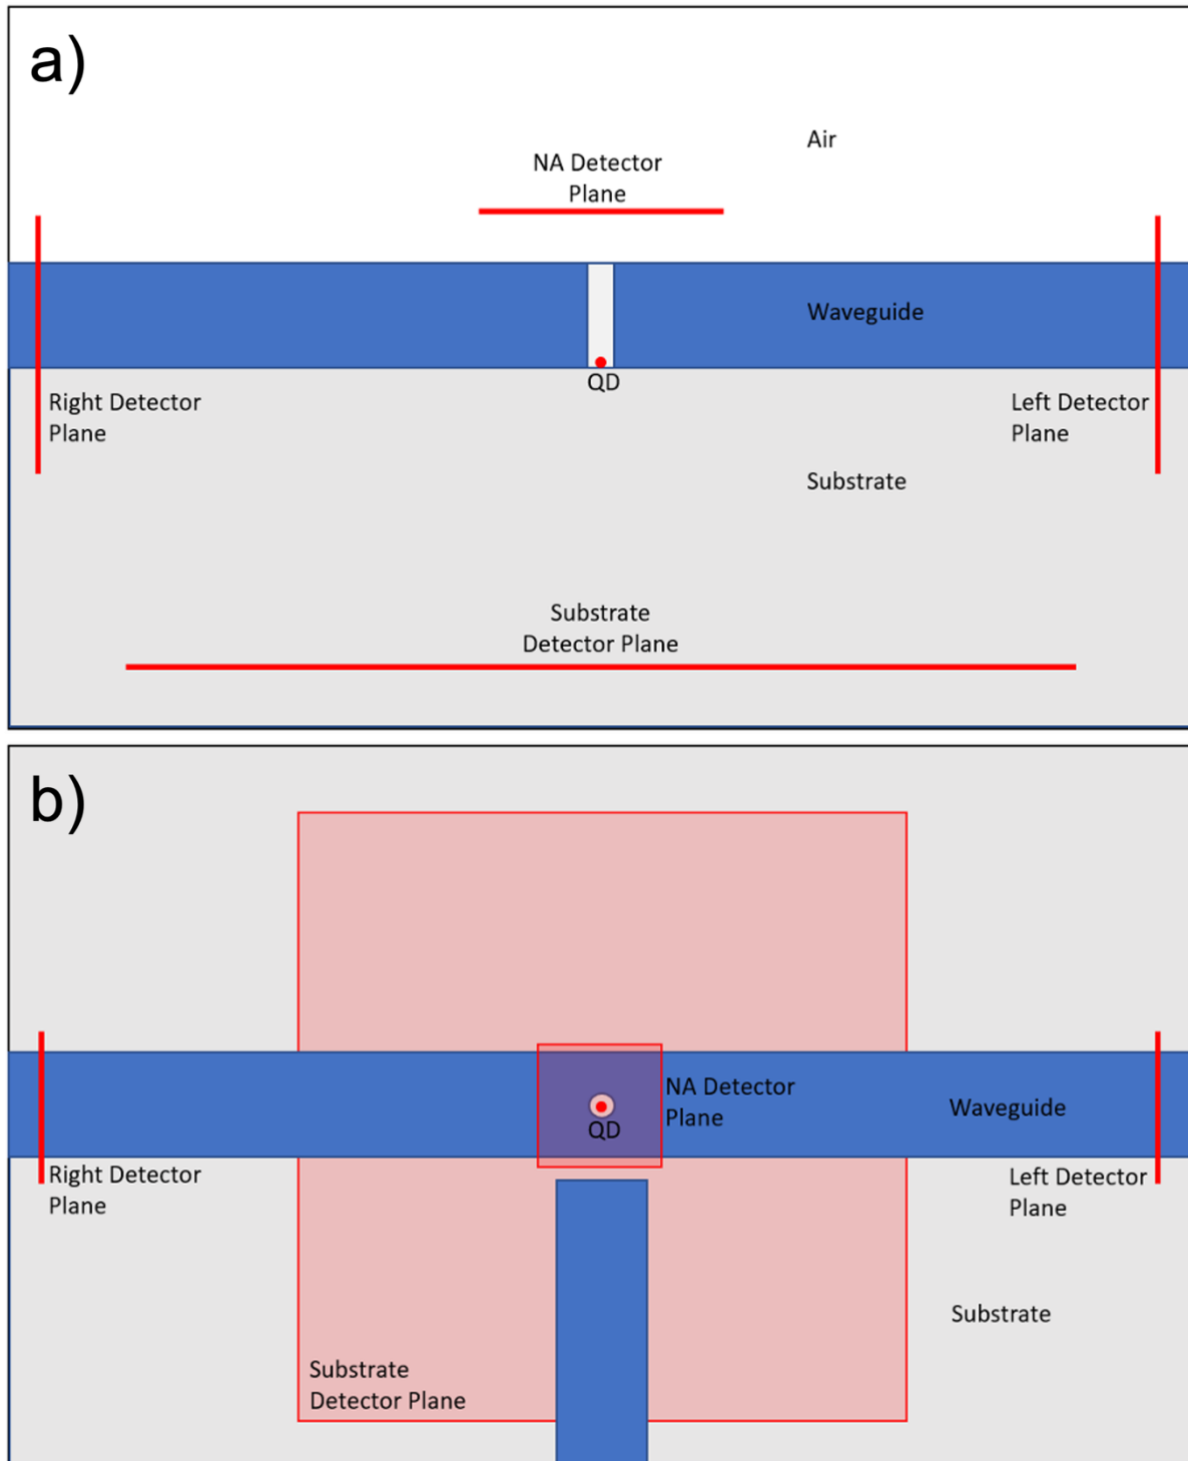 a)
Air
NA Detector
Plane
Waveguide
QD
Right Detector
Plane
Left Detector
Plane
Substrate
Substrate
Detector Plane
b)
NA Detector
Plane
Waveguide
QD
Right Detector
Plane
Left Detector
Plane
Substrate
Substrate
Detector Plane